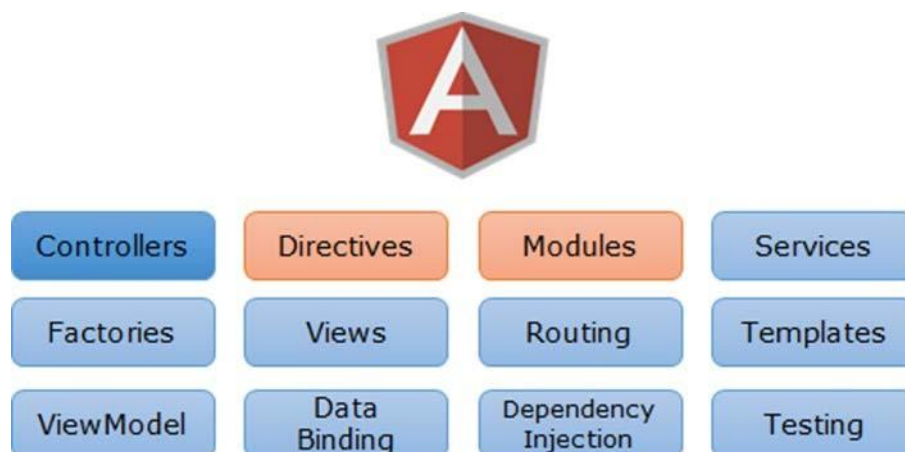 Controllers
Directives
Modules
Services
Factories
Views
Routing
Templates
ViewModel
Data
Binding
Dependency
Injection
Testing